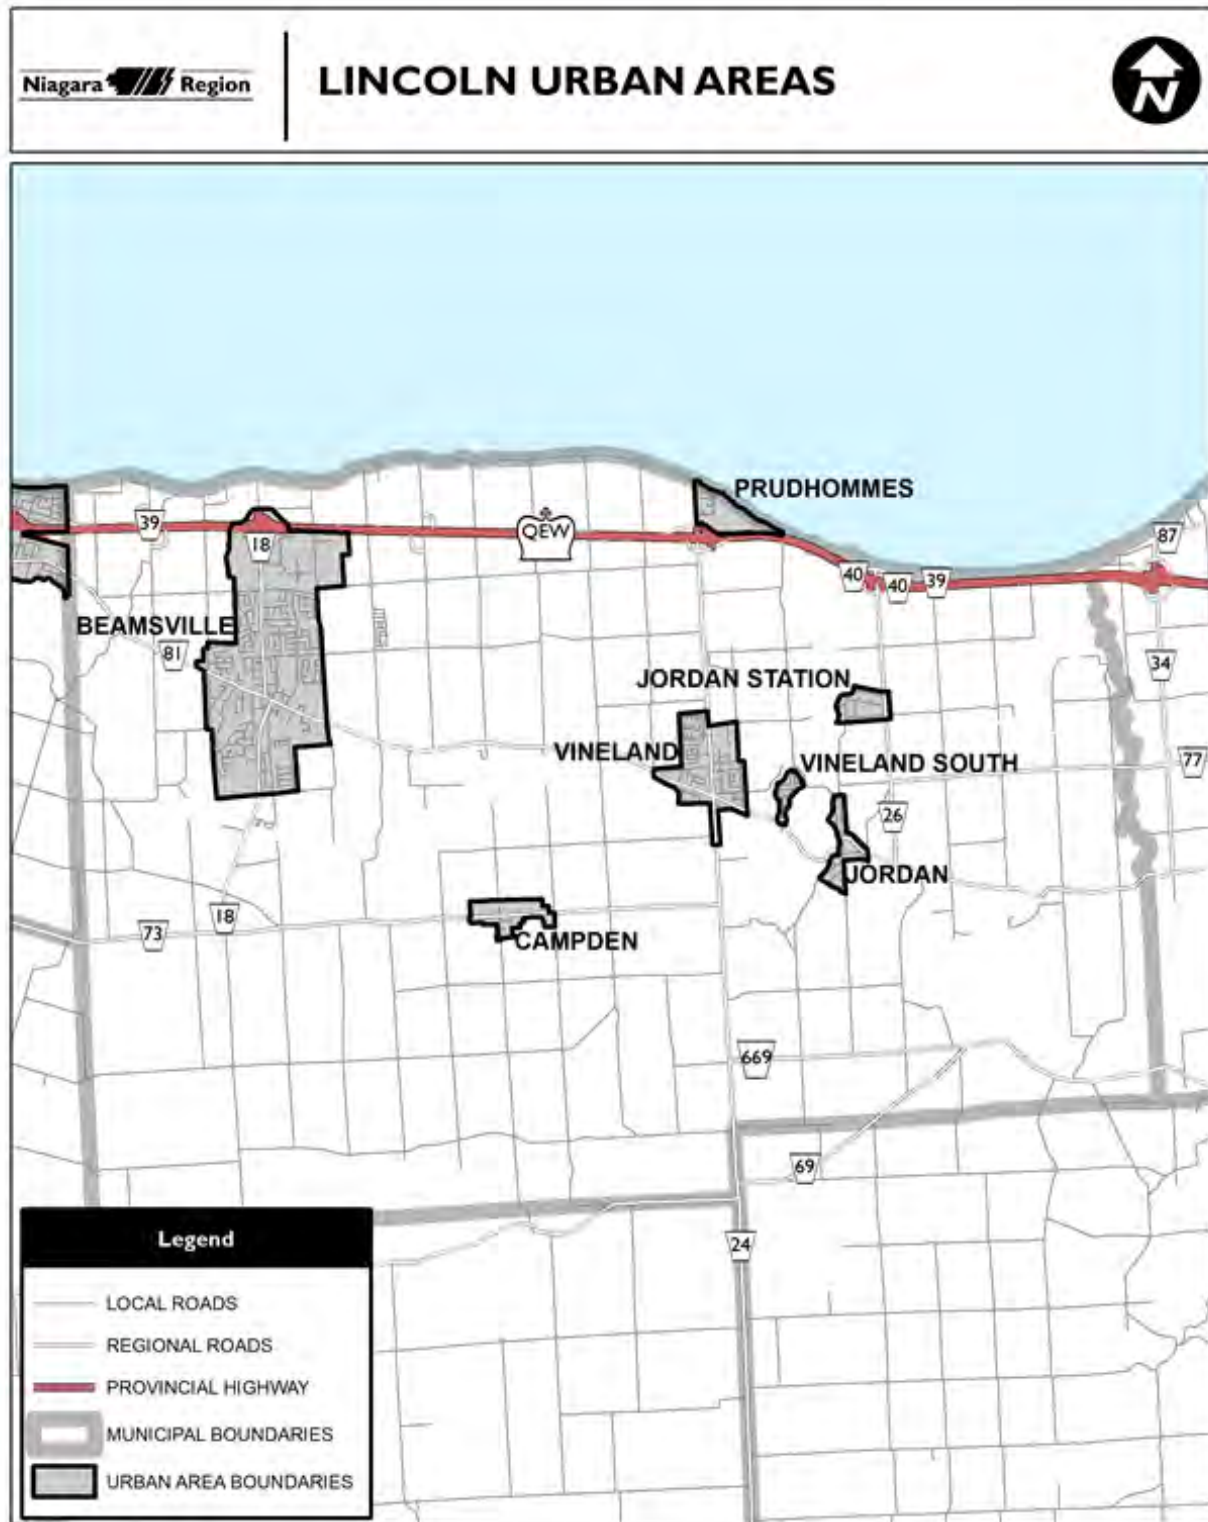 Niagara Region
LINCOLN URBAN AREAS
N
PRUDHOMMES
39
QEW
87
18
40
40
39
BEAMSVILLE
81
34
JORDAN STATION
VINELAND
VINELAND SOUTH
77
26
JORDAN
18
73
CAMPDEN
669
69
24
Legend
LOCAL ROADS
REGIONAL ROADS
PROVINCIAL HIGHWAY
MUNICIPAL BOUNDARIES
URBAN AREA BOUNDARIES